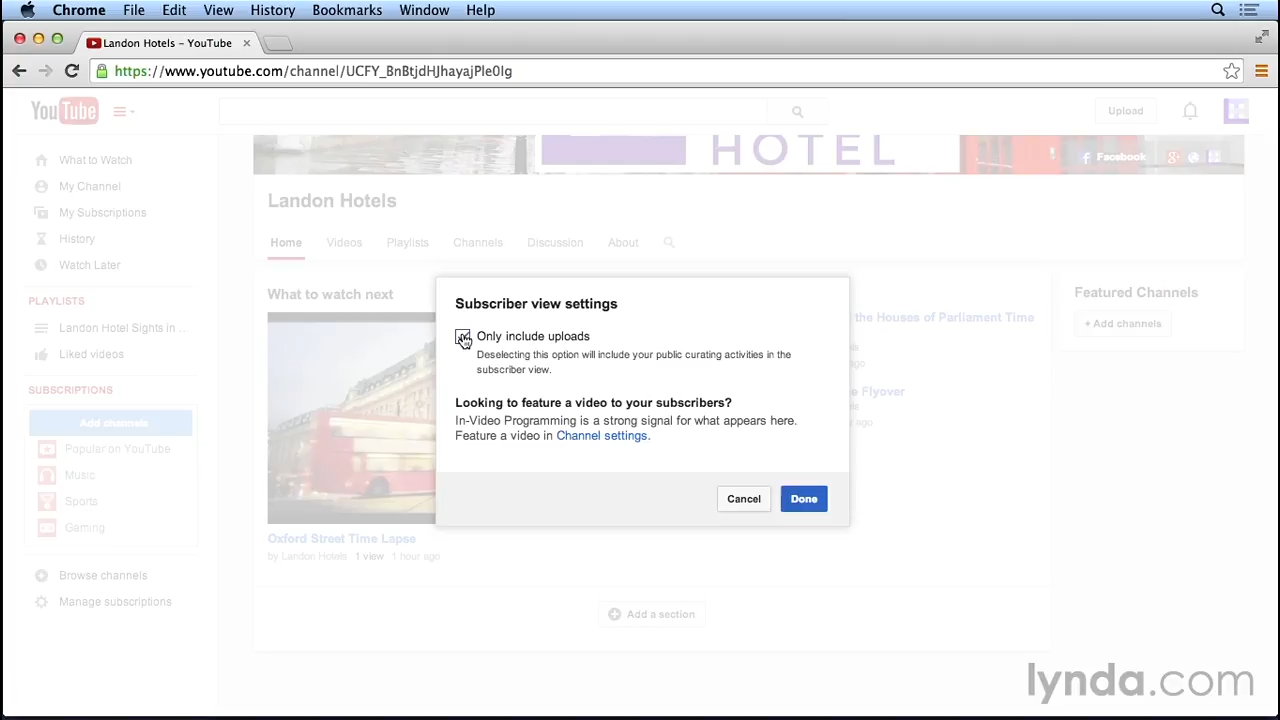 Chrome File Edit View History Bookmarks Window Help
Landon Hotels – YouTube
https://www.youtube.com/channel/UCFY_BnBtjdHJhayajPle0lg
YouTube
Upload
HOTEL
Facebook
What to Watch
My Channel
My Subscriptions
History
Watch Later
PLAYLISTS
Landon Hotel Sights in ...
Liked videos
SUBSCRIPTIONS
Add channels
Popular on YouTube
Music
Sports
Gaming
Browse channels
Manage subscriptions
Landon Hotels
Home Videos Playlists Channels Discussion About
What to watch next
Oxford Street Time Lapse
by Landon Hotels 1 view 1 hour ago
the Houses of Parliament Time
Flyover
Add a section
Featured Channels
+ Add channels
Subscriber view settings
Only include uploads
Deselecting this option will include your public curating activities in the
subscriber view.
Looking to feature a video to your subscribers?
In-Video Programming is a strong signal for what appears here.
Feature a video in Channel settings.
Cancel Done
lynda.com